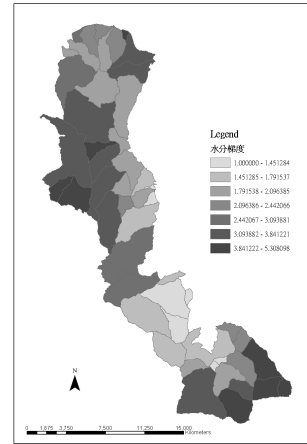 Legend
水分梯度
1.000000 - 1.451284
1.451285 - 1.791537
1.791538 - 2.096385
2.096386 - 2.442066
2.442067 - 3.093881
3.093882 - 3.841221
3.841222 - 5.308098
N
0 1,875 3,750 7,500 11,250 15,000
Kilometers